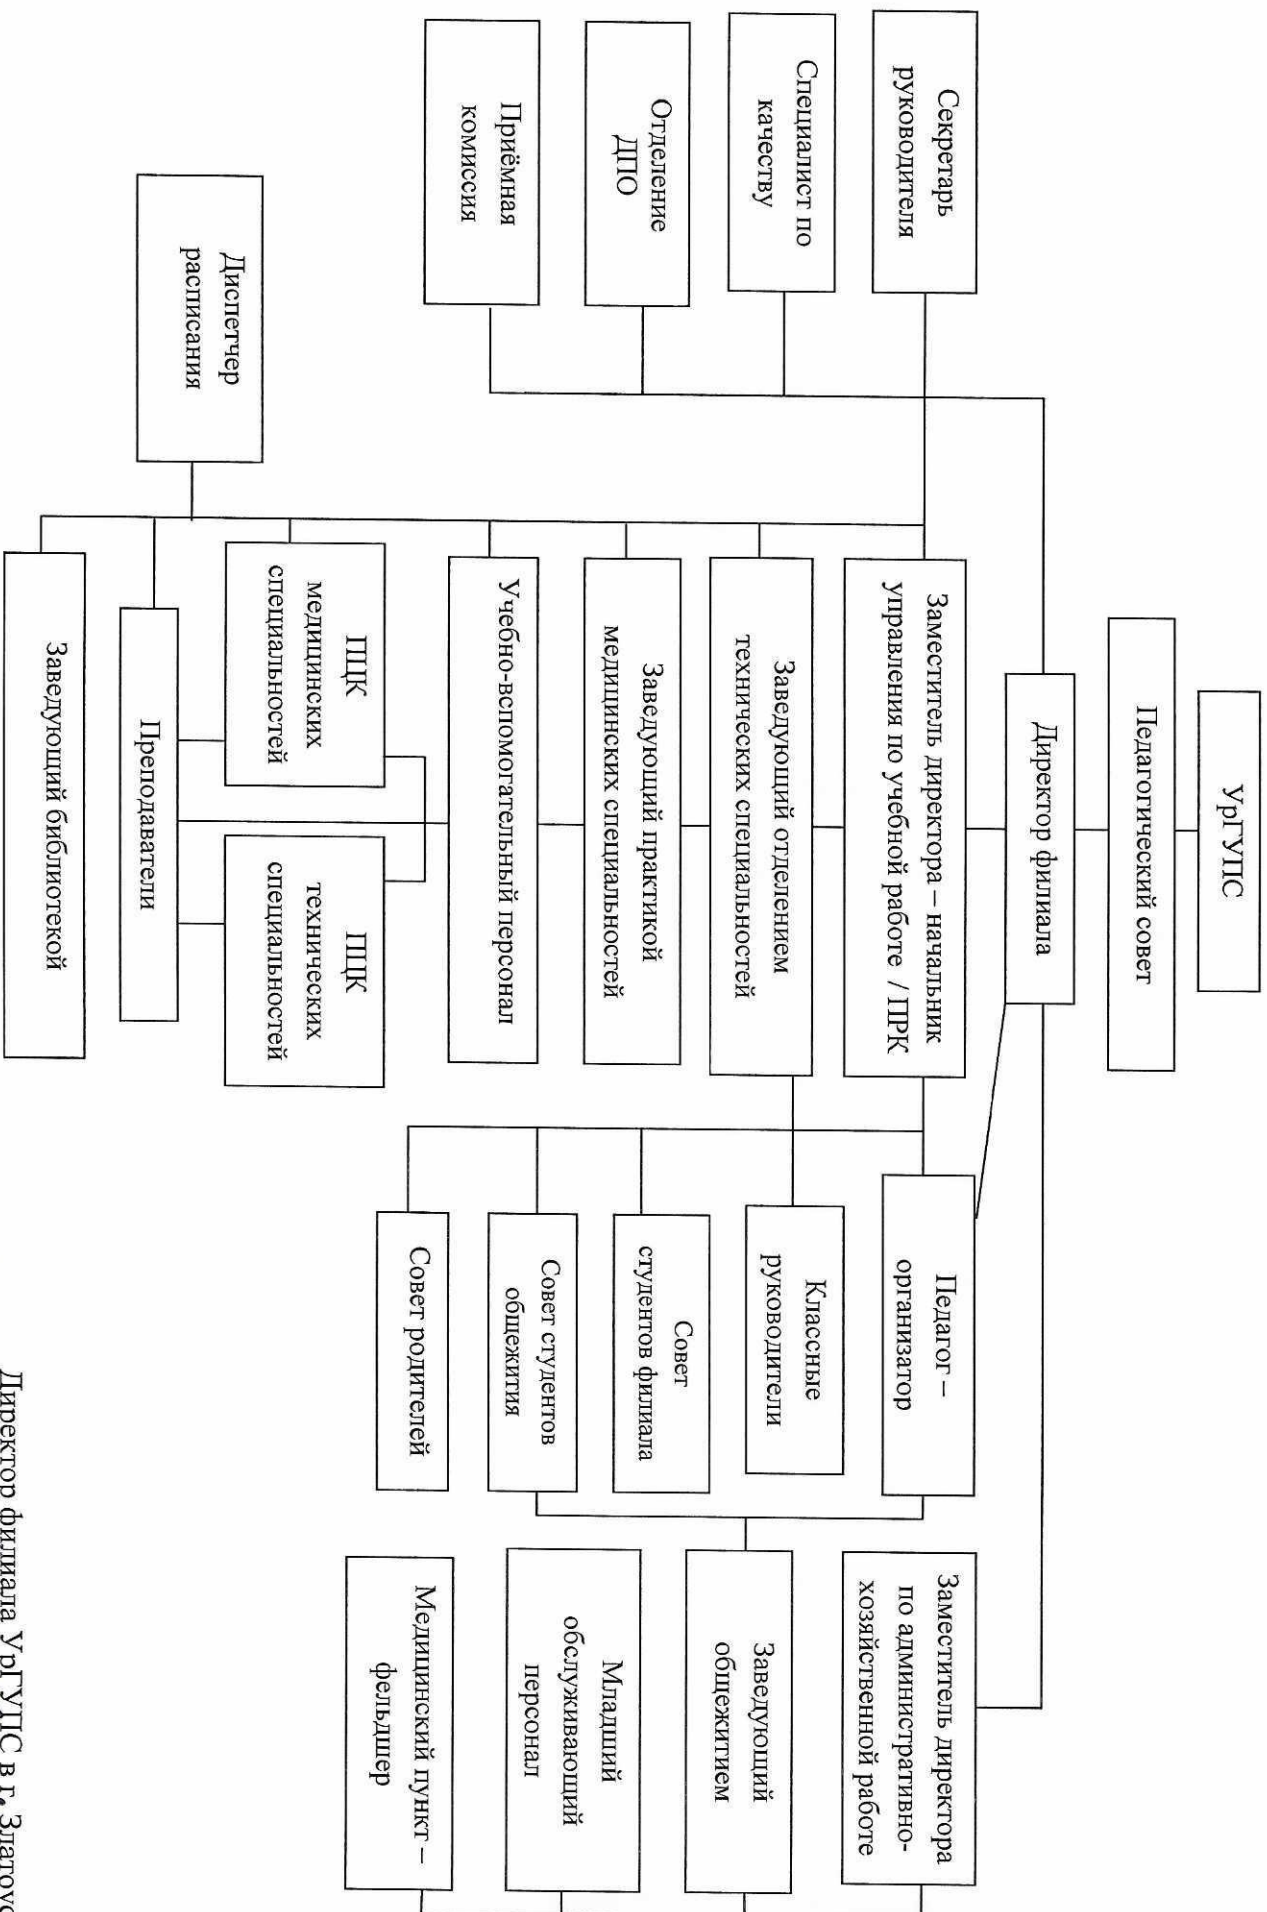 УрГУПС
Педагогический совет
Директор филиала
Секретарь
руководителя
Специалист по
качеству
Отделение
ДПО
Приёмная
комиссия
Диспетчер
расписания
Заместитель директора – начальник
управления по учебной работе / ПРК
Заведующий отделением
технических специальностей
Заведующий практикой
медицинских специальностей
Учебно-вспомогательный персонал
ПЦК
медицинских
специальностей
ПЦК
технических
специальностей
Преподаватели
Заведующий библиотекой
Педагог –
организатор
Классные
руководители
Совет
студентов филиала
Совет студентов
общежития
Совет родителей
Заместитель директора
по административно-
хозяйственной работе
Заведующий
общежитием
Младший
обслуживающий
персонал
Медицинский пункт –
фельдшер
Директор филиала УрГУПС в г.